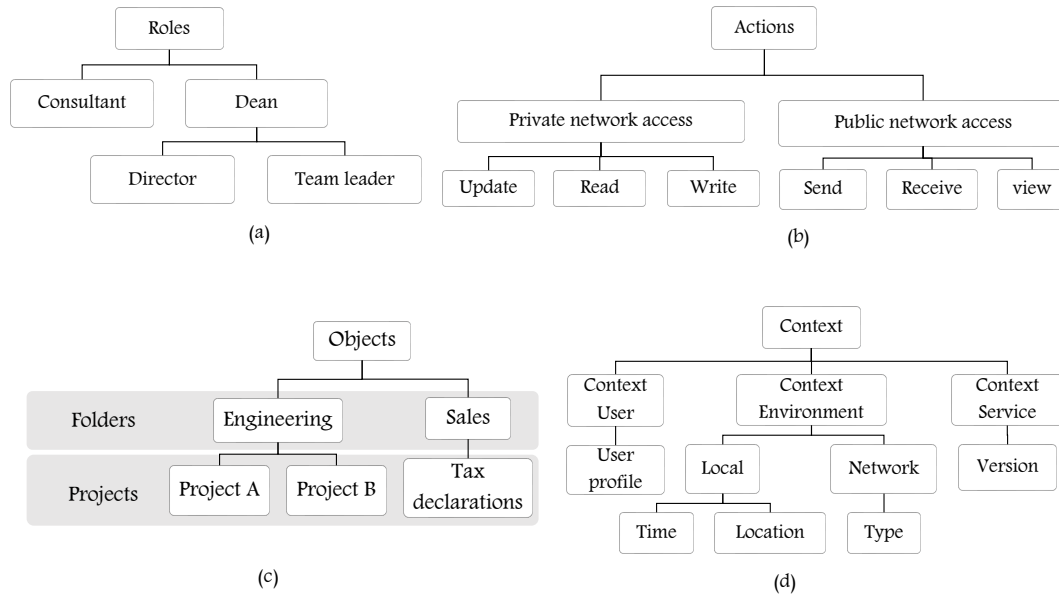 Roles
Consultant
Dean
Director
Team leader
(a)
Actions
Private network access
Public network access
Update
Read
Write
Send
Receive
view
(b)
Objects
Folders
Engineering
Sales
Projects
Project A
Project B
Tax
declarations
(c)
Context
Context
User
Context
Environment
Context
Service
User
profile
Local
Network
Version
Time
Location
Type
(d)